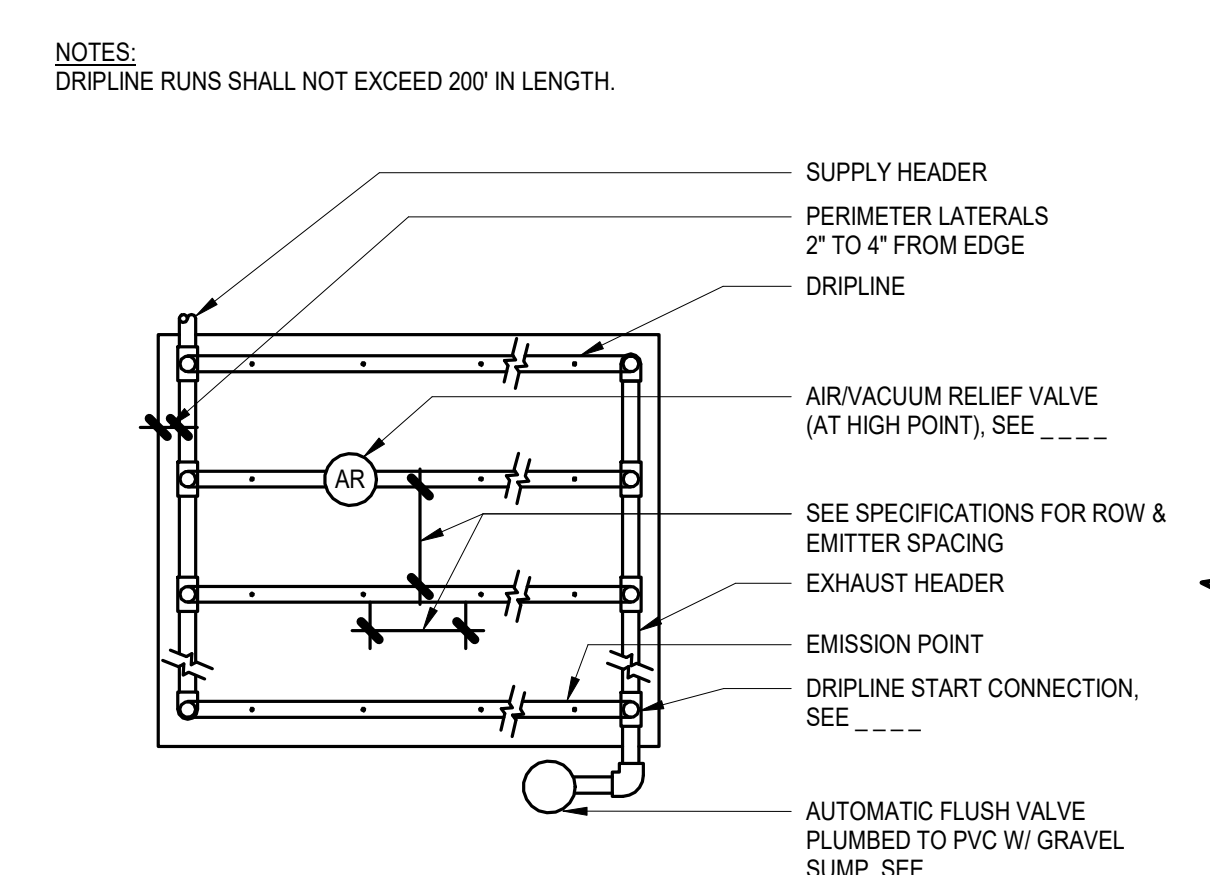 NOTES:
DRIPLINE RUNS SHALL NOT EXCEED 200' IN LENGTH.
SUPPLY HEADER
PERIMETER LATERALS
2" TO 4" FROM EDGE
DRIPLINE
AIR/VACUUM RELIEF VALVE
(AT HIGH POINT), SEE _ _ _ _
AR
SEE SPECIFICATIONS FOR ROW &
EMITTER SPACING
EXHAUST HEADER
EMISSION POINT
DRIPLINE START CONNECTION,
SEE _ _ _ _
AUTOMATIC FLUSH VALVE
PLUMBED TO PVC W/ GRAVEL
SUMP, SEE